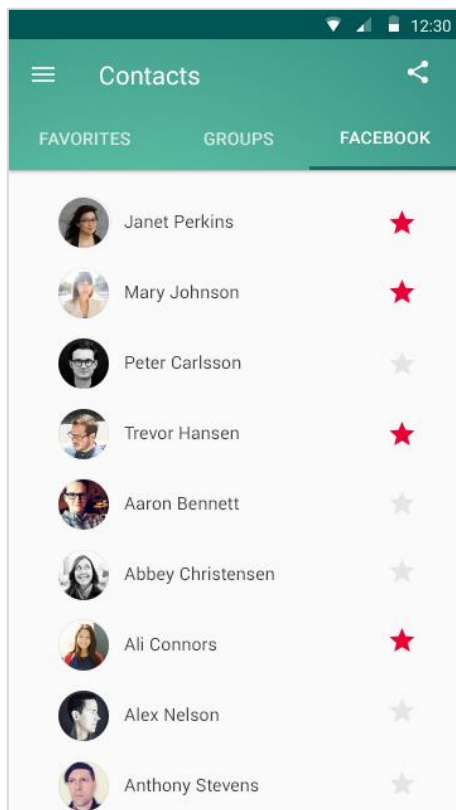 12:30
Contacts
FAVORITES GROUPS FACEBOOK
Janet Perkins
Mary Johnson
Peter Carlsson
Trevor Hansen
Aaron Bennett
Abbey Christensen
Ali Connors
Alex Nelson
Anthony Stevens